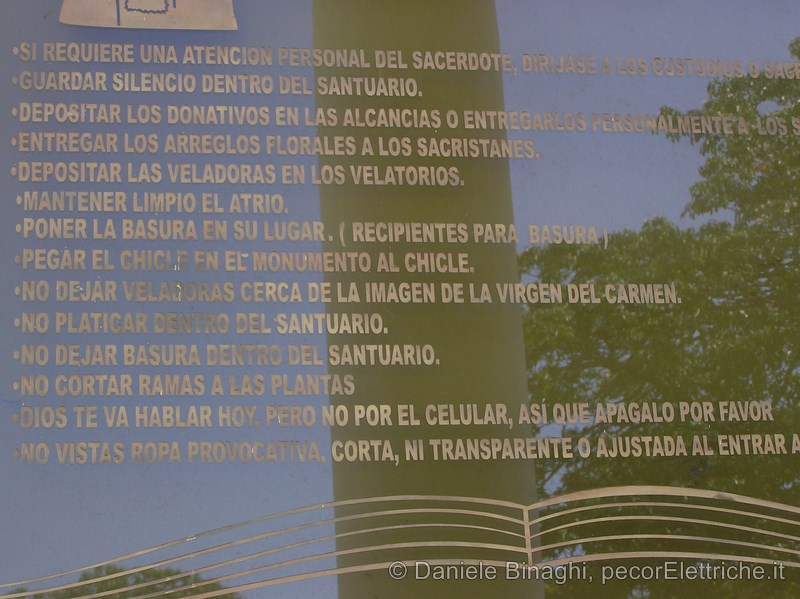 •SI REQUIERE UNA ATENCION PERSONAL DEL SACERDOTE, DIRIJASE A LOS CUSTODIOS O
•GUARDAR SILENCIO DENTRO DEL SANTUARIO.
•DEPOSITAR LOS DONATIVOS EN LAS ALCANCIAS O ENTREGARLOS PERSONALMENTE A LOS
•ENTREGAR LOS ARREGLOS FLORALES A LOS SACRISTANES.
•DEPOSITAR LAS VELADORAS EN LOS VELATORIOS.
•MANTENER LIMPIO EL ATRIO.
•PONER LA BASURA EN SU LUGAR. ( RECIPIENTES PARA BASURA )
•PEGAR EL CHICLE EN EL MONUMENTO AL CHICLE.
•NO DEJAR VELADORAS CERCA DE LA IMAGEN DE LA VIRGEN DEL CARMEN.
•NO PLATICAR DENTRO DEL SANTUARIO.
•NO DEJAR BASURA DENTRO DEL SANTUARIO.
•NO CORTAR RAMAS A LAS PLANTAS
•DIOS TE VA HABLAR HOY, PERO NO POR EL CELULAR, ASÍ QUE APAGALO POR FAVOR
•NO VISTAS ROPA PROVOCATIVA, CORTA, NI TRANSPARENTE O AJUSTADA AL ENTRAR A
© Daniele Binaghi, pecorElettriche.it